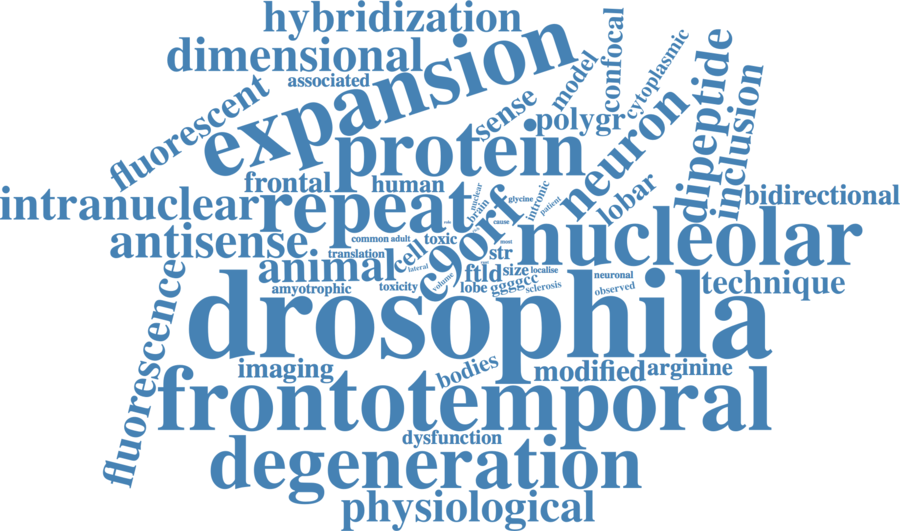 hybridization
dimensional
associated
expansion
fluorescent
sense
model
confocal
cytoplasmic
polygr
protein
neuron
dipeptide
inclusion
frontal
human
intranuclear
repeat
nuclear
brain
glycine
intronic
patient
lobar
bidirectional
antisense
common
adult
toxic
cause
c9orf
nucleolar
translation
cell
str
animal
lateral
ftld
size
localise
neuronal
technique
amyotrophic
toxicity
volume
lobe
ggggcc
sclerosis
observed
drosophila
fluorescence
imaging
bodies
modified
arginine
frontotemporal
dysfunction
degeneration
physiological